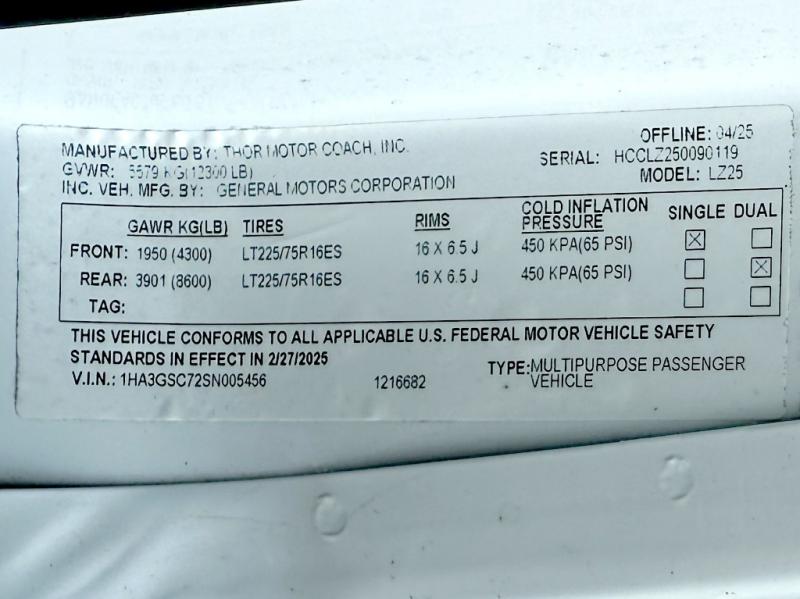 OFFLINE: 04/25
MANUFACTURED BY: THOR MOTOR COACH, INC.
SERIAL: HCCLZ250090119
GVWR: 5579 KG(12300 LB)
MODEL: LZ25
INC. VEH. MFG. BY: GENERAL MOTORS CORPORATION
GAWR KG(LB) TIRES RIMS COLD INFLATION PRESSURE SINGLE DUAL
FRONT: 1950 (4300) LT225/75R16ES 16 X 6.5 J 450 KPA(65 PSI) ☒ ☐
REAR: 3901 (8600) LT225/75R16ES 16 X 6.5 J 450 KPA(65 PSI) ☐ ☒
TAG: ☐ ☐
THIS VEHICLE CONFORMS TO ALL APPLICABLE U.S. FEDERAL MOTOR VEHICLE SAFETY
STANDARDS IN EFFECT IN 2/27/2025
V.I.N.: 1HA3GSC72SN005456 1216682 TYPE: MULTIPURPOSE PASSENGER
VEHICLE